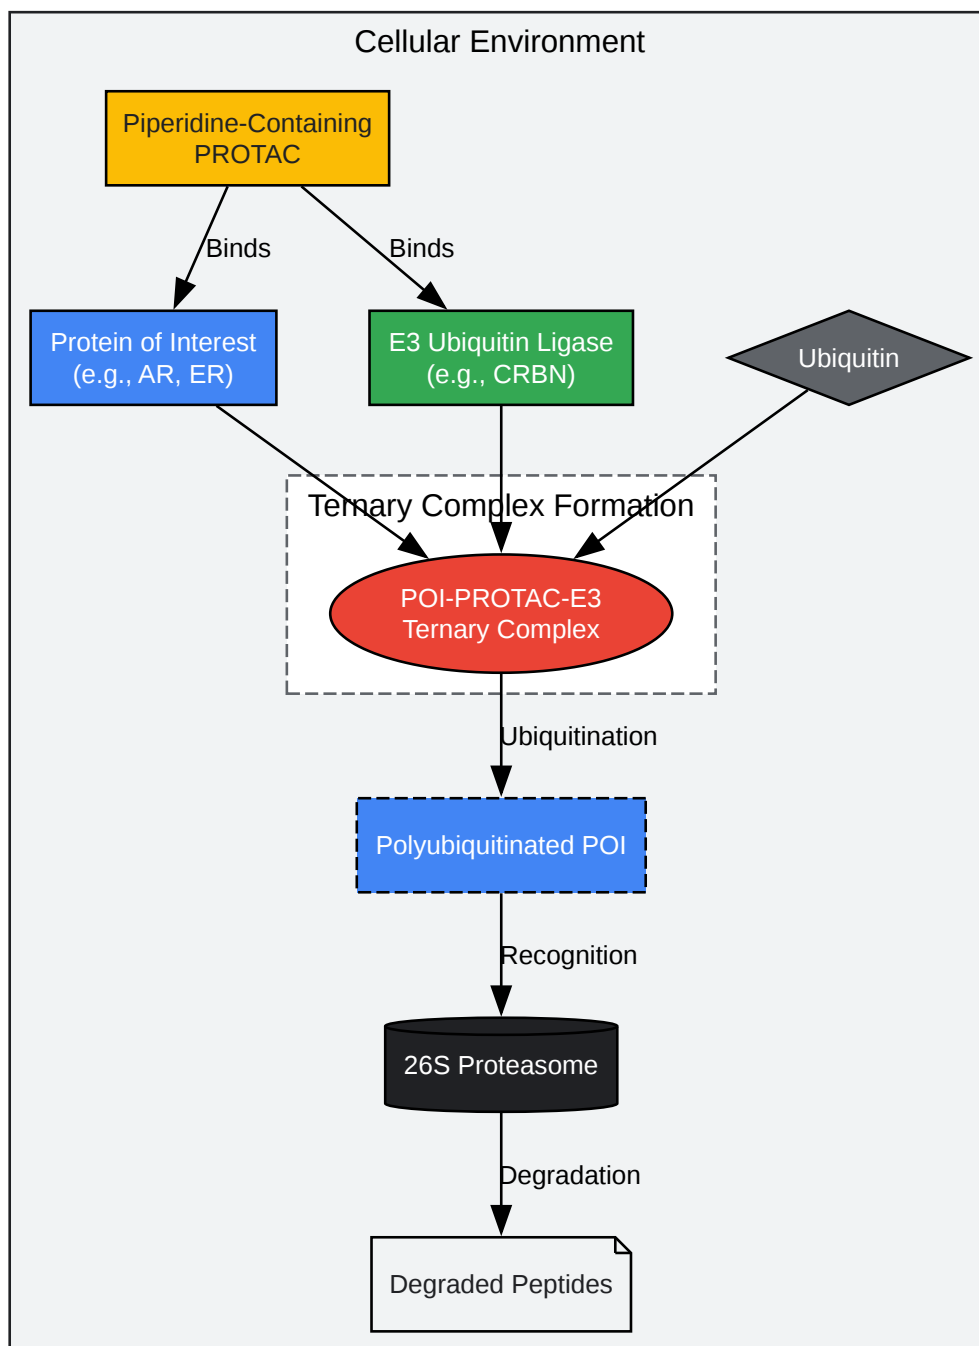 Cellular Environment
Piperidine-Containing
PROTAC
Binds
Binds
Protein of Interest
(e.g., AR, ER)
E3 Ubiquitin Ligase
(e.g., CRBN)
Ubiquitin
Ternary Complex Formation
POI-PROTAC-E3
Ternary Complex
Ubiquitination
Polyubiquitinated POI
Recognition
26S Proteasome
Degradation
Degraded Peptides